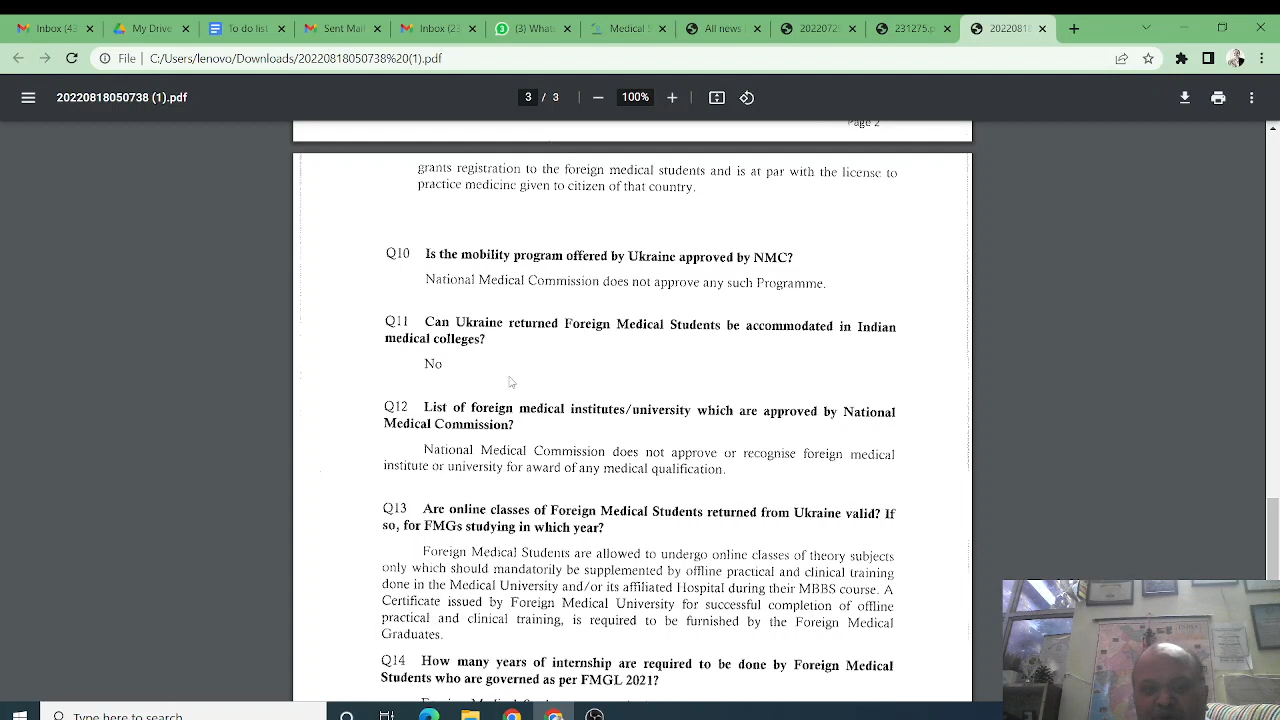 Inbox (43
My Drive
To do list
Sent Mail
Inbox (23
3
(3) Whats
Medical S
All news
2022072
231275.p
20220818
File
C:/Users/lenovo/Downloads/20220818050738%20(1).pdf
20220818050738 (1).pdf
3 / 3
100%
Page 2
grants registration to the foreign medical students and is at par with the license to
practice medicine given to citizen of that country.
Q10 Is the mobility program offered by Ukraine approved by NMC?
National Medical Commission does not approve any such Programme.
Q11 Can Ukraine returned Foreign Medical Students be accommodated in Indian
medical colleges?
No
Q12 List of foreign medical institutes/university which are approved by National
Medical Commission?
National Medical Commission does not approve or recognise foreign medical
institute or university for award of any medical qualification.
Q13 Are online classes of Foreign Medical Students returned from Ukraine valid? If
so, for FMGs studying in which year?
Foreign Medical Students are allowed to undergo online classes of theory subjects
only which should mandatorily be supplemented by offline practical and clinical training
done in the Medical University and/or its affiliated Hospital during their MBBS course. A
Certificate issued by Foreign Medical University for successful completion of offline
practical and clinical training, is required to be furnished by the Foreign Medical
Graduates.
Q14 How many years of internship are required to be done by Foreign Medical
Students who are governed as per FMGL 2021?
Type here to search